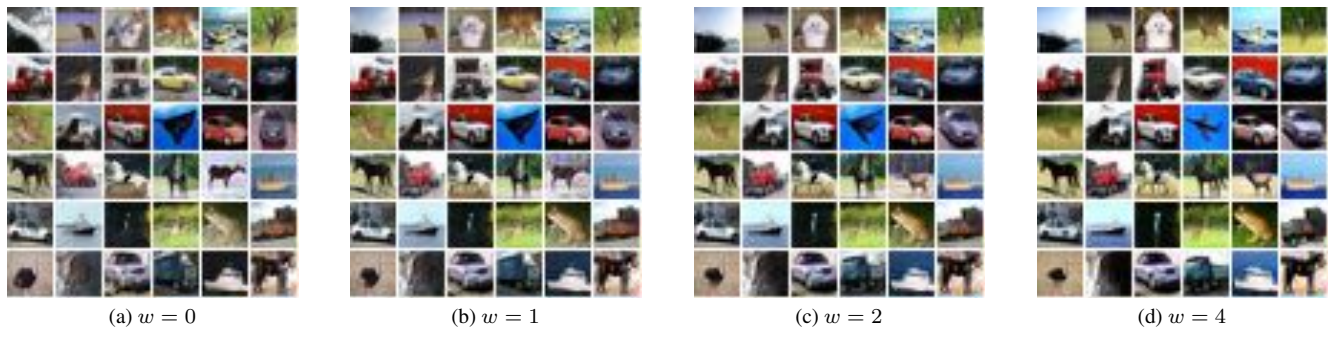 (a) w = 0
(b) w = 1
(c) w = 2
(d) w = 4